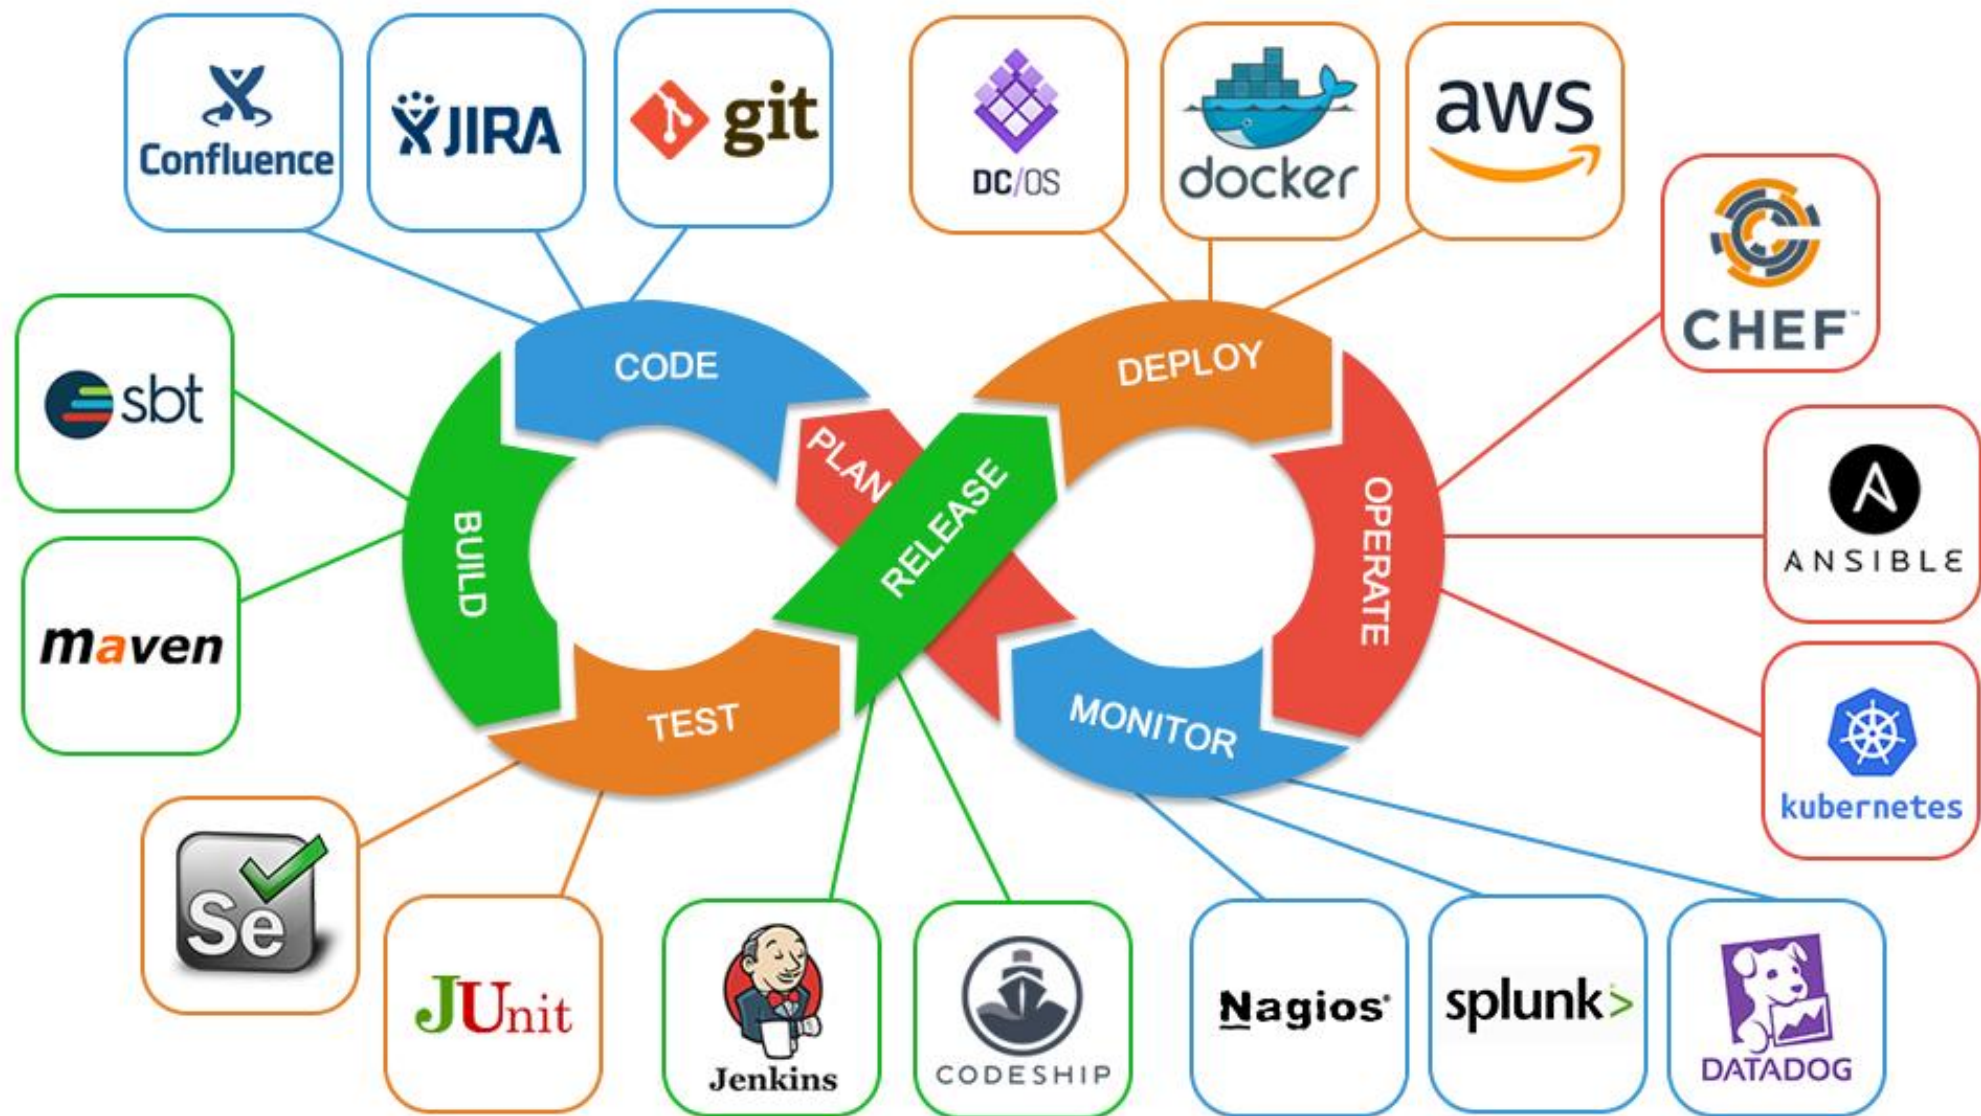 Confluence
JIRA
git
DC/OS
docker
aws
CHEF™
sbt
CODE
DEPLOY
PLAN
RELEASE
BUILD
OPERATE
ANSIBLE
maven
TEST
MONITOR
kubernetes
Se
JUnit
Jenkins
CODESHIP
Nagios®
splunk>
DATADOG